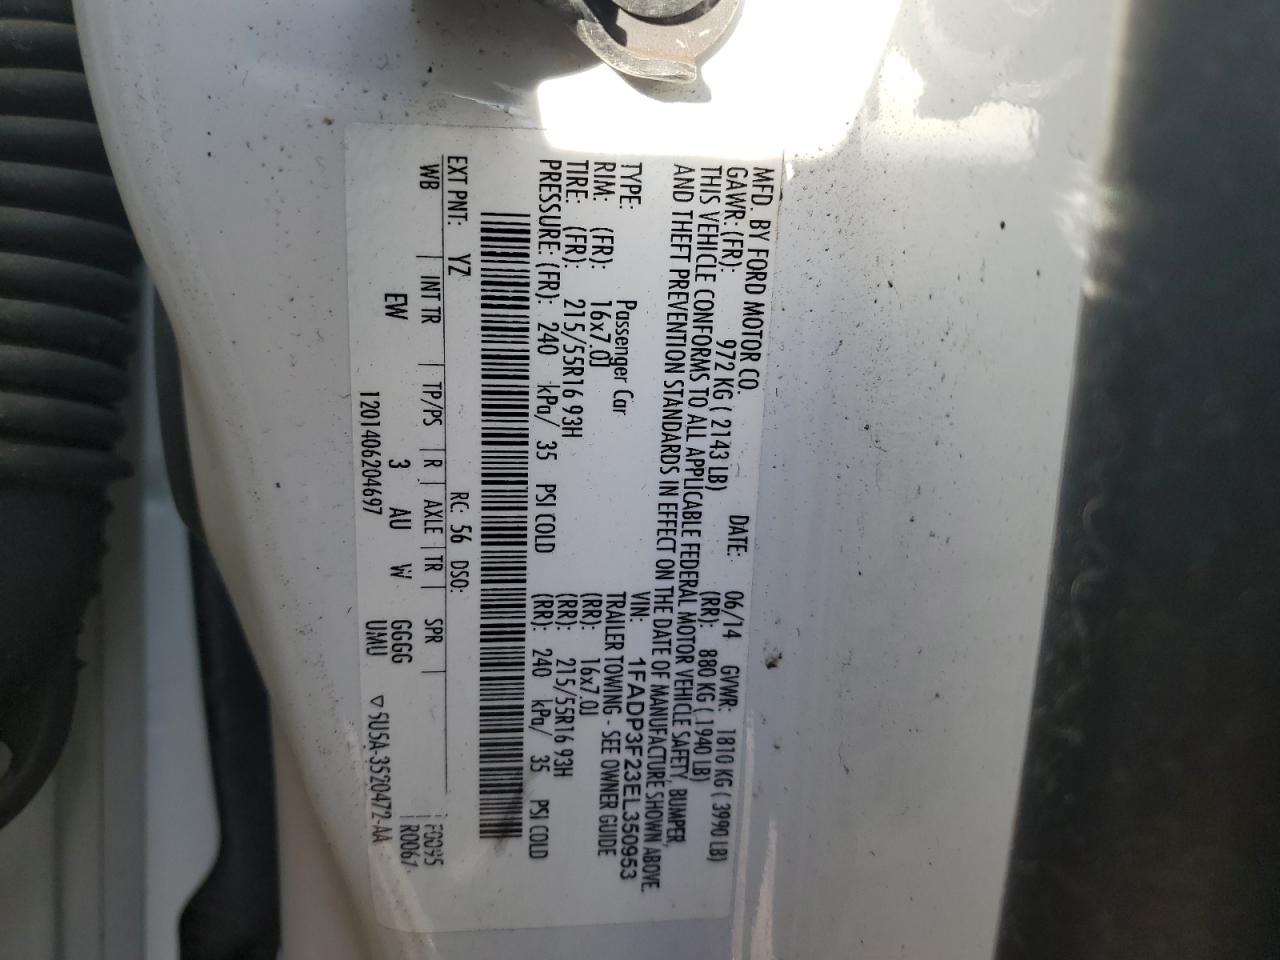 MFD. BY FORD MOTOR CO.
DATE: 06/14 GVWR: 1810 KG ( 3990 LB)
GAWR: (FR): 972 KG ( 2143 LB) (RR): 880 KG ( 1940 LB)
THIS VEHICLE CONFORMS TO ALL APPLICABLE FEDERAL MOTOR VEHICLE SAFETY, BUMPER,
AND THEFT PREVENTION STANDARDS IN EFFECT ON THE DATE OF MANUFACTURE SHOWN ABOVE.
VIN: 1FADP3F23EL350953
TYPE: Passenger Car TRAILER TOWING - SEE OWNER GUIDE
RIM: (FR): 16x7.0J (RR): 16x7.0J
TIRE: (FR): 215/55R16 93H (RR): 215/55R16 93H
PRESSURE: (FR): 240 kPa/ 35 PSI COLD (RR): 240 kPa/ 35 PSI COLD
EXT PNT: YZ RC: 56 DSO:
WB | INT TR | TP/PS | R | AXLE | TR | SPR |
EW 3 AU W GGGG
1201406204697 UMU 5U5A-3520472-AA